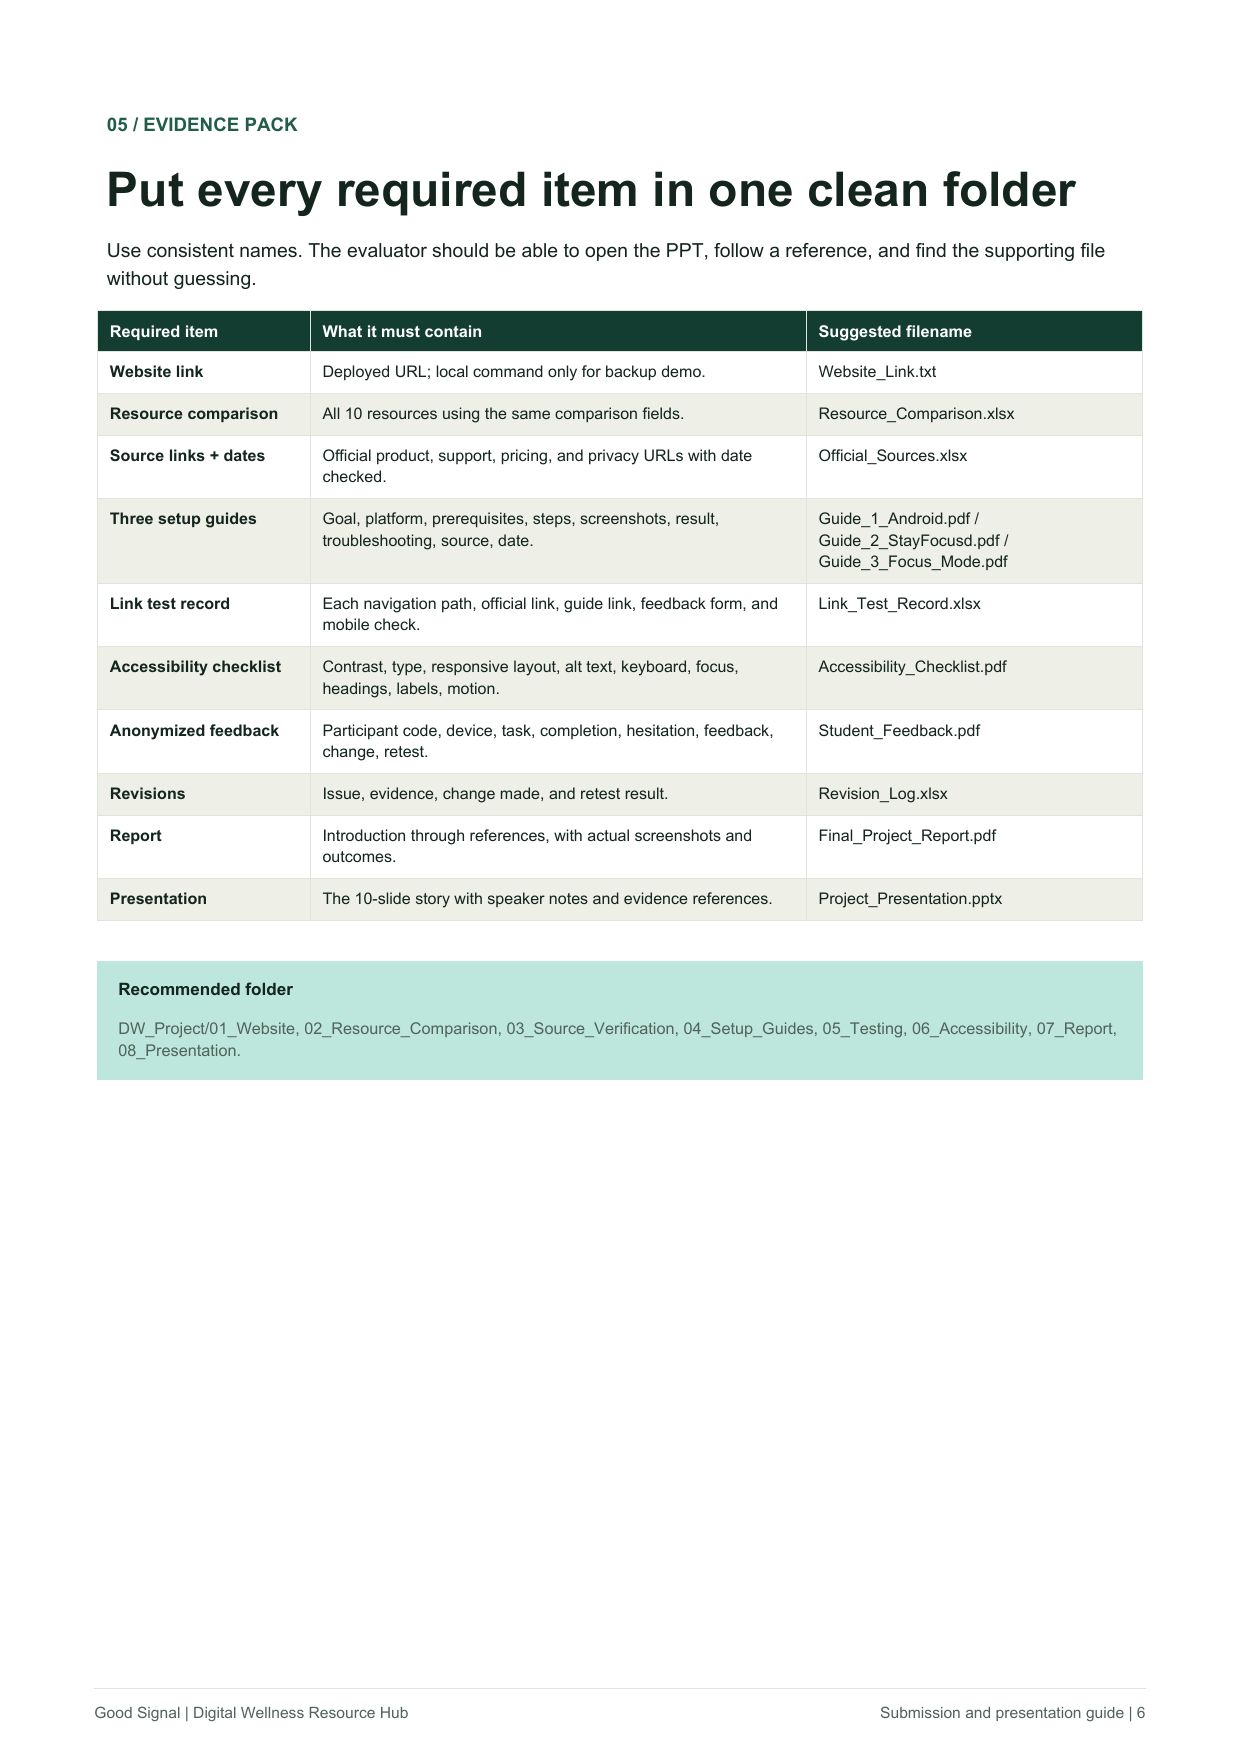 05 / EVIDENCE PACK
Put every required item in one clean folder
Use consistent names. The evaluator should be able to open the PPT, follow a reference, and find the supporting file
without guessing.
Required item
What it must contain
Suggested filename
Website link
Deployed URL; local command only for backup demo.
Website_Link.txt
Resource comparison
All 10 resources using the same comparison fields.
Resource_Comparison.xlsx
Source links + dates
Official product, support, pricing, and privacy URLs with date
checked.
Official_Sources.xlsx
Three setup guides
Goal, platform, prerequisites, steps, screenshots, result,
troubleshooting, source, date.
Guide_1_Android.pdf /
Guide_2_StayFocusd.pdf /
Guide_3_Focus_Mode.pdf
Link test record
Each navigation path, official link, guide link, feedback form, and
mobile check.
Link_Test_Record.xlsx
Accessibility checklist
Contrast, type, responsive layout, alt text, keyboard, focus,
headings, labels, motion.
Accessibility_Checklist.pdf
Anonymized feedback
Participant code, device, task, completion, hesitation, feedback,
change, retest.
Student_Feedback.pdf
Revisions
Issue, evidence, change made, and retest result.
Revision_Log.xlsx
Report
Introduction through references, with actual screenshots and
outcomes.
Final_Project_Report.pdf
Presentation
The 10-slide story with speaker notes and evidence references.
Project_Presentation.pptx
Recommended folder
DW_Project/01_Website, 02_Resource_Comparison, 03_Source_Verification, 04_Setup_Guides, 05_Testing, 06_Accessibility, 07_Report,
08_Presentation.
Good Signal | Digital Wellness Resource Hub
Submission and presentation guide | 6